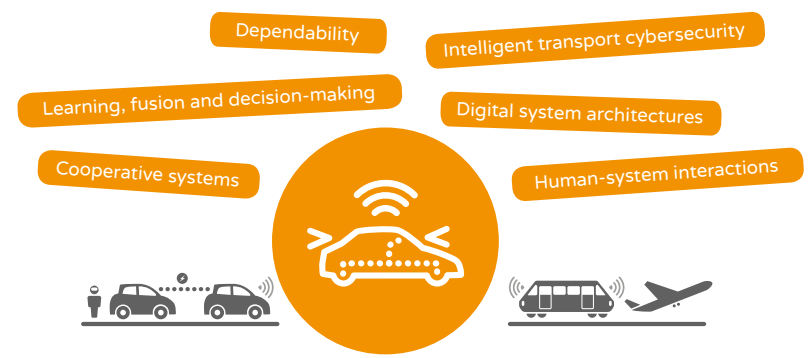 Dependability
Intelligent transport cybersecurity
Learning, fusion and decision-making
Digital system architectures
Cooperative systems
Human-system interactions